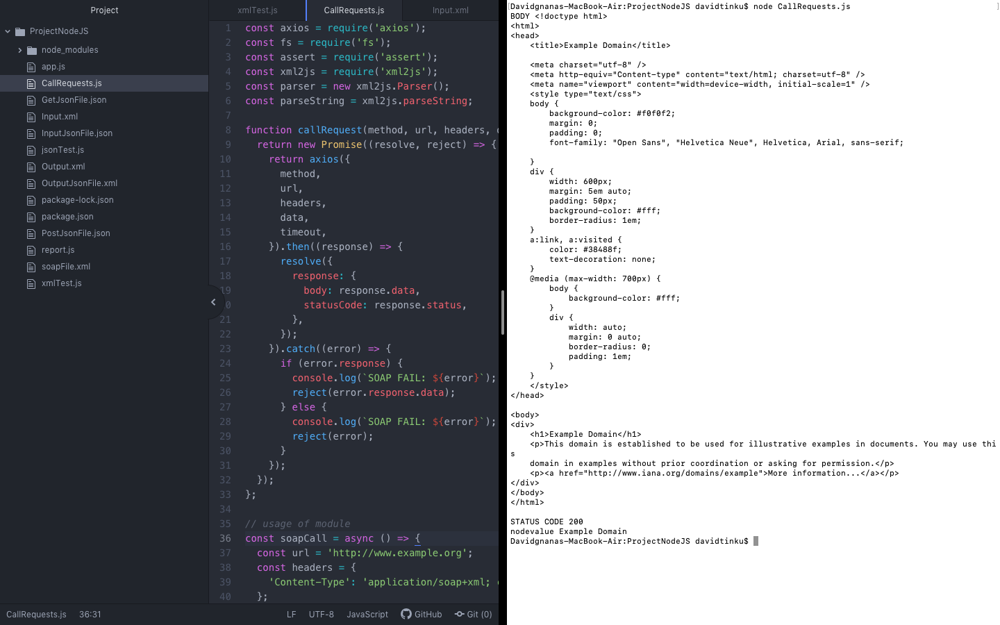 Project
ProjectNodeJS
node_modules
app.js
CallRequests.js
GetJsonFile.json
Input.xml
InputJsonFile.json
jsonTest.js
Output.xml
OutputJsonFile.xml
package-lock.json
package.json
PostJsonFile.json
report.js
soapFile.xml
xmlTest.js
xmlTest.js CallRequests.js Input.xml
1 const axios = require('axios');
2 const fs = require('fs');
3 const assert = require('assert');
4 const xml2js = require('xml2js');
5 const parser = new xml2js.Parser();
6 const parseString = xml2js.parseString;
7
8 function callRequest(method, url, headers,
9   return new Promise((resolve, reject) => {
10     return axios({
11       method,
12       url,
13       headers,
14       data,
15       timeout,
16     }).then((response) => {
17       resolve({
18         response: {
19           body: response.data,
20           statusCode: response.status,
21         },
22       });
23     }).catch((error) => {
24       if (error.response) {
25         console.log(`SOAP FAIL: ${error}`);
26         reject(error.response.data);
27       } else {
28         console.log(`SOAP FAIL: ${error}`);
29         reject(error);
30       }
31     });
32   });
33 };
34
35 // usage of module
36 const soapCall = async () => {
37   const url = 'http://www.example.org';
38   const headers = {
39     'Content-Type': 'application/soap+xml;
40   };
CallRequests.js 36:31 LF UTF-8 JavaScript GitHub Git (0)
[Davidgnanas-MacBook-Air:ProjectNodeJS davidtinku$ node CallRequests.js ]
BODY <!doctype html>
<html>
<head>
    <title>Example Domain</title>

    <meta charset="utf-8" />
    <meta http-equiv="Content-type" content="text/html; charset=utf-8" />
    <meta name="viewport" content="width=device-width, initial-scale=1" />
    <style type="text/css">
    body {
        background-color: #f0f0f2;
        margin: 0;
        padding: 0;
        font-family: "Open Sans", "Helvetica Neue", Helvetica, Arial, sans-serif;

    }
    div {
        width: 600px;
        margin: 5em auto;
        padding: 50px;
        background-color: #fff;
        border-radius: 1em;
    }
    a:link, a:visited {
        color: #38488f;
        text-decoration: none;
    }
    @media (max-width: 700px) {
        body {
            background-color: #fff;
        }
        div {
            width: auto;
            margin: 0 auto;
            border-radius: 0;
            padding: 1em;
        }
    }
    </style>
</head>

<body>
<div>
    <h1>Example Domain</h1>
    <p>This domain is established to be used for illustrative examples in documents. You may use thi
s
    domain in examples without prior coordination or asking for permission.</p>
    <p><a href="http://www.iana.org/domains/example">More information...</a></p>
</div>
</body>
</html>

STATUS CODE 200
nodevalue Example Domain
Davidgnanas-MacBook-Air:ProjectNodeJS davidtinku$